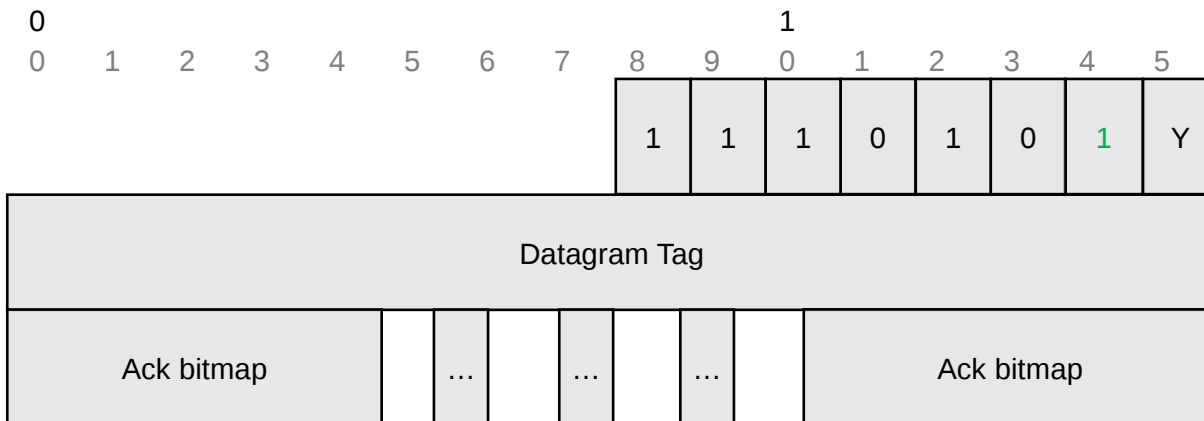 0 1
0 1 2 3 4 5 6 7 8 9 0 1 2 3 4 5
1 1 1 0 1 0 1 Y
Datagram Tag
Ack bitmap ... ... ... Ack bitmap